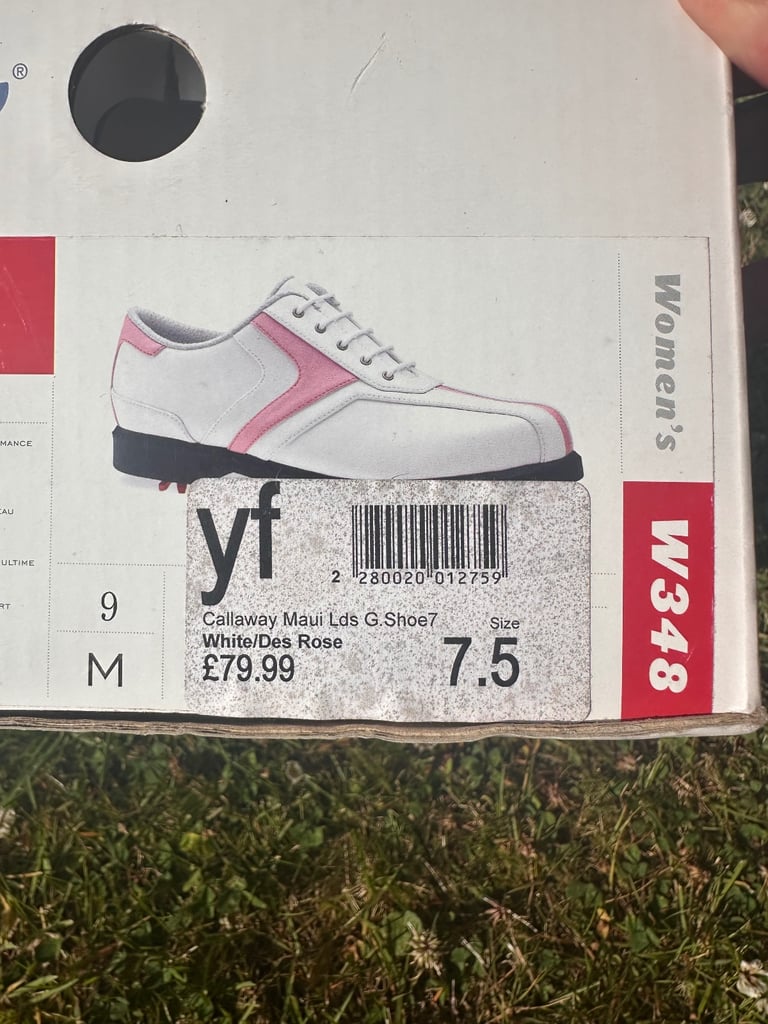 ®
Women's
W348
MANCE
AU
ULTIME
RT
9
M
yf
2 280020 012759
Callaway Maui Lds G.Shoe7
White/Des Rose
£79.99
Size
7.5